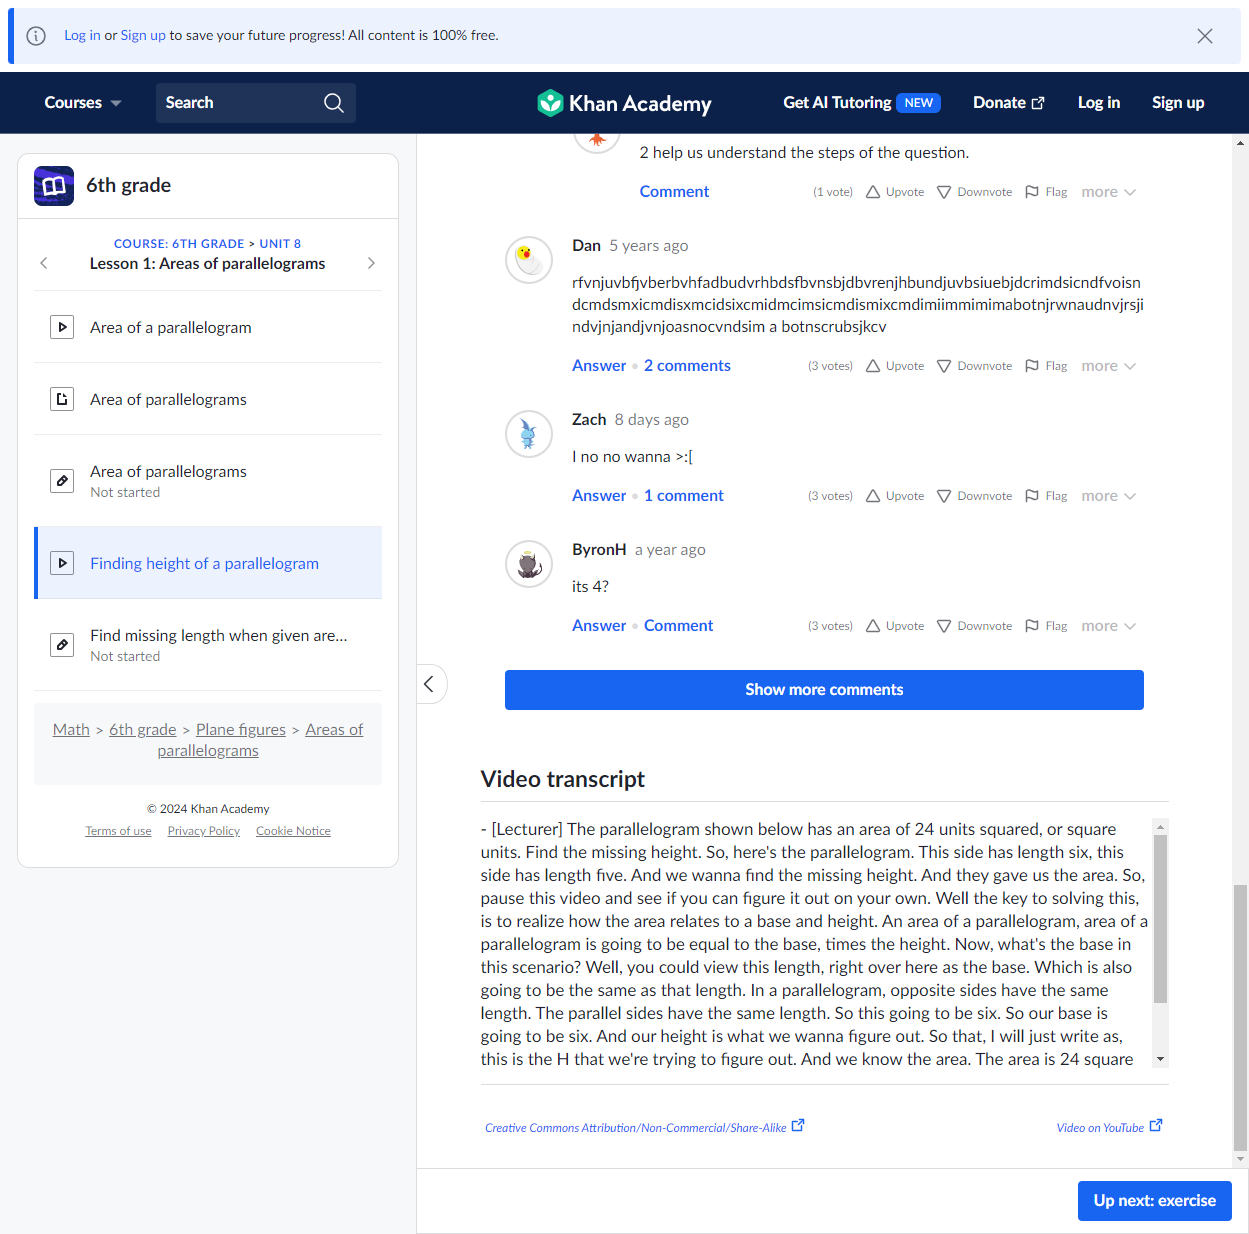 Log in or Sign up to save your future progress! All content is 100% free.
Courses
Search
Khan Academy
Get AI Tutoring NEW
Donate
Log in
Sign up
6th grade
COURSE: 6TH GRADE > UNIT 8
Lesson 1: Areas of parallelograms
Area of a parallelogram
Area of parallelograms
Area of parallelograms
Not started
Finding height of a parallelogram
Find missing length when given are...
Not started
Math > 6th grade > Plane figures > Areas of
parallelograms
© 2024 Khan Academy
Terms of use Privacy Policy Cookie Notice
2 help us understand the steps of the question.
Comment (1 vote) Upvote Downvote Flag more
Dan 5 years ago
rfvnjuvbfjvberbvhfadbudvrhbdsfbvnsbjdbvrenjhbundjuvbsiuebjdcrimdsicndfvoisn
dcmdsmxicmdisxmcidsixcmidmcimsicmdismixcmdimiimmimimabotnjrwnaudnvjrsji
ndvjnjandjvnjoasnocvndsim a botnscrubsjkcv
Answer • 2 comments (3 votes) Upvote Downvote Flag more
Zach 8 days ago
I no no wanna >:[
Answer • 1 comment (3 votes) Upvote Downvote Flag more
ByronH a year ago
its 4?
Answer • Comment (3 votes) Upvote Downvote Flag more
Show more comments
Video transcript
- [Lecturer] The parallelogram shown below has an area of 24 units squared, or square
units. Find the missing height. So, here's the parallelogram. This side has length six, this
side has length five. And we wanna find the missing height. And they gave us the area. So,
pause this video and see if you can figure it out on your own. Well the key to solving this,
is to realize how the area relates to a base and height. An area of a parallelogram, area of a
parallelogram is going to be equal to the base, times the height. Now, what's the base in
this scenario? Well, you could view this length, right over here as the base. Which is also
going to be the same as that length. In a parallelogram, opposite sides have the same
length. The parallel sides have the same length. So this going to be six. So our base is
going to be six. And our height is what we wanna figure out. So that, I will just write as,
this is the H that we're trying to figure out. And we know the area. The area is 24 square
Creative Commons Attribution/Non-Commercial/Share-Alike
Video on YouTube
Up next: exercise